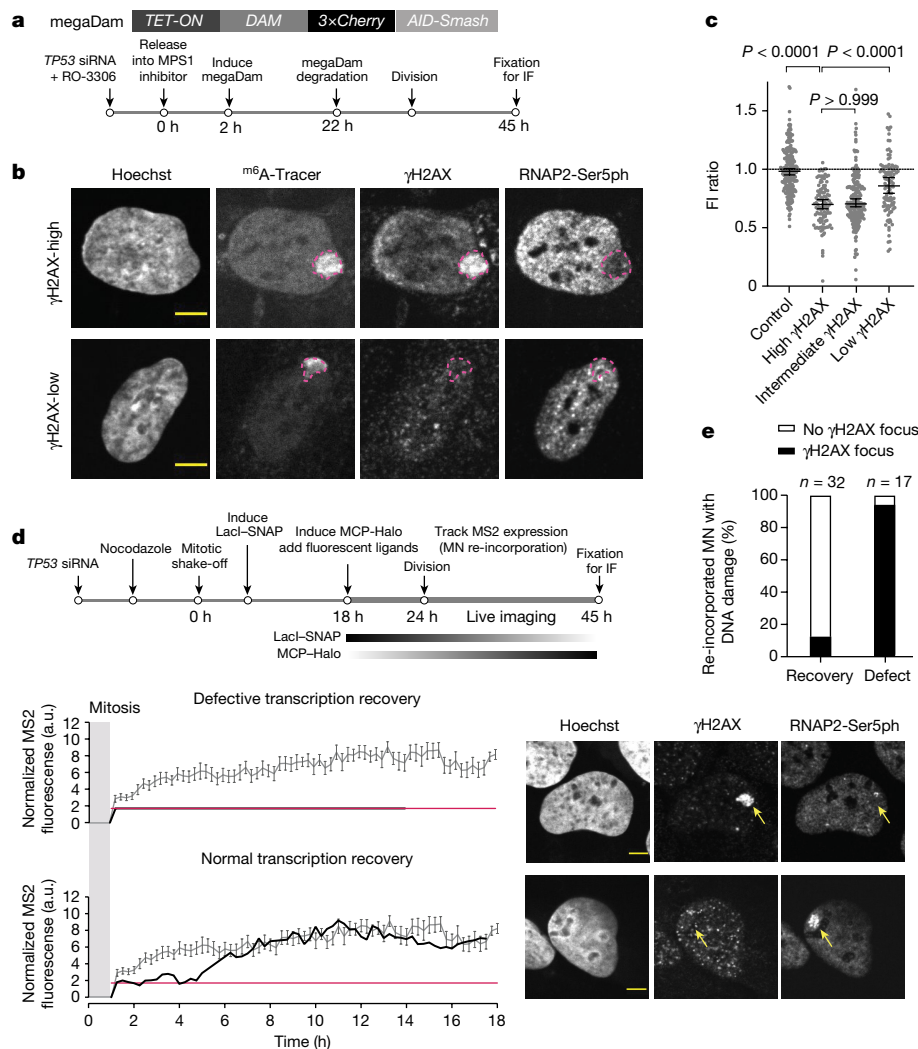 a
megaDam
TET-ON DAM 3×Cherry AID-Smash
TP53 siRNA
+ RO-3306
Release
into MPS1
inhibitor
Induce
megaDam
megaDam
degradation
Division
Fixation
for IF
0 h 2 h 22 h 45 h
b
Hoechst m6A-Tracer γH2AX RNAP2-Ser5ph
γH2AX-high
γH2AX-low
c
P < 0.0001 P < 0.0001
P > 0.999
FI ratio
1.5
1.0
0.5
0
Control
High γH2AX
Intermediate γH2AX
Low γH2AX
d
TP53 siRNA
Nocodazole
Mitotic
shake-off
Induce
LacI–SNAP
Induce MCP-Halo
add fluorescent ligands
Track MS2 expression
(MN re-incorporation)
Division
Fixation
for IF
0 h 18 h 24 h Live imaging 45 h
LacI–SNAP
MCP–Halo
e
No γH2AX focus
γH2AX focus
n = 32 n = 17
Re-incorporated MN with
DNA damage (%)
100
80
60
40
20
0
Recovery Defect
Mitosis
Defective transcription recovery
Normalized MS2
fluorescense (a.u.)
12
10
8
6
4
2
0
Normal transcription recovery
Normalized MS2
fluorescense (a.u.)
12
10
8
6
4
2
0
0 2 4 6 8 10 12 14 16 18
Time (h)
Hoechst γH2AX RNAP2-Ser5ph